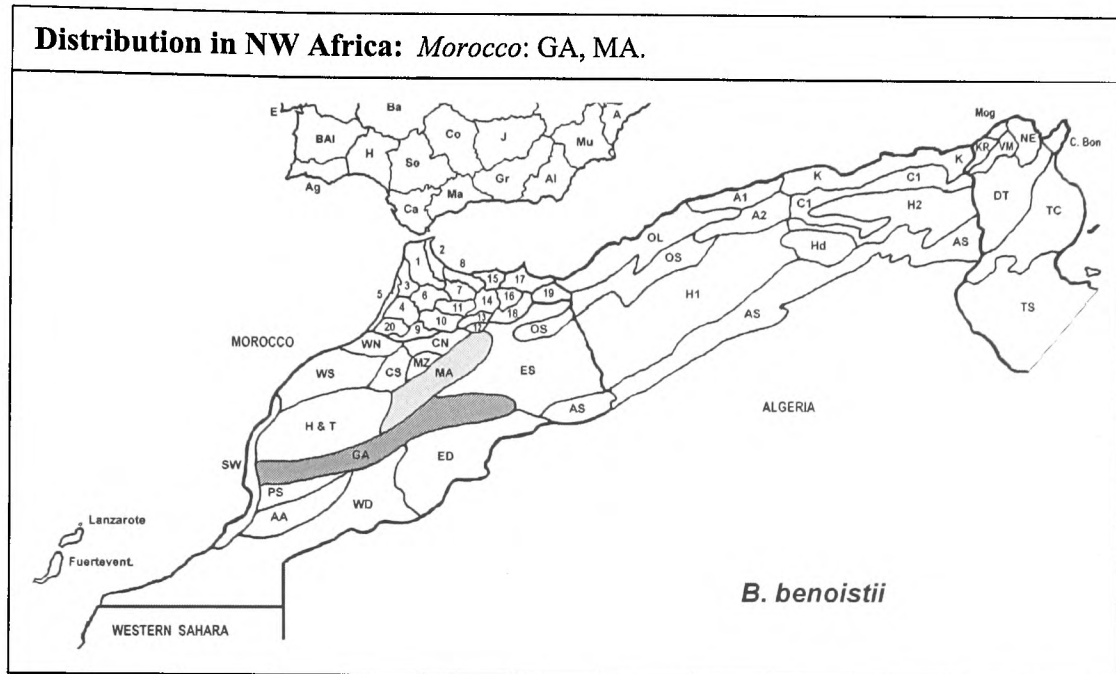 Distribution in NW Africa: Morocco: GA, MA.
E
Ba
BAl
H
So
Co
J
Mu
A
Ag
Ca
Ma
Gr
Al
Mog
KR
VM
NE
C. Bon
K
K
C1
A1
C1
H2
DT
TC
A2
OL
OS
Hd
AS
1
2
8
15
17
3
7
5
6
14
16
19
4
11
18
H1
TS
20
9
10
13
12
OS
AS
MOROCCO
WN
CN
MZ
WS
CS
MA
ES
AS
ALGERIA
H & T
SW
GA
ED
PS
WD
AA
Lanzarote
Fuertevent.
B. benoistii
WESTERN SAHARA